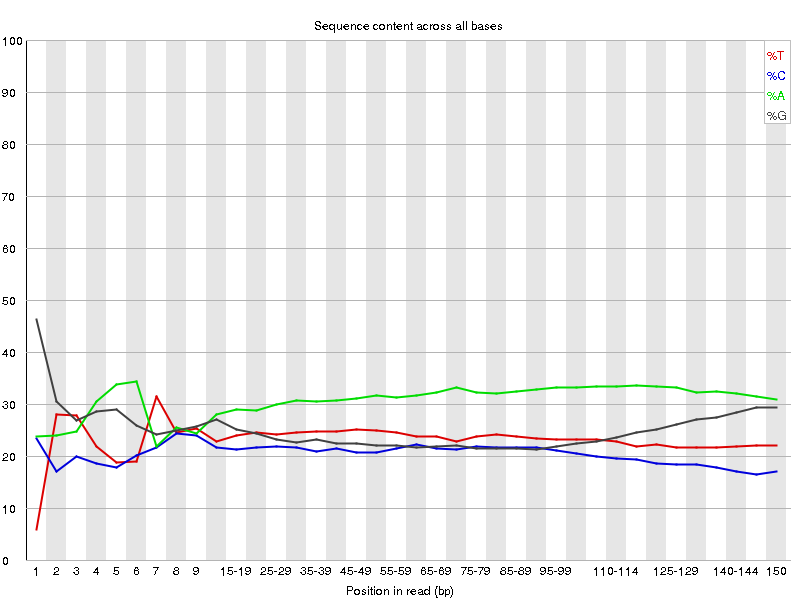 Sequence content across all bases
100
90
80
70
60
50
40
30
20
10
0
%T
%C
%A
%G
1 2 3 4 5 6 7 8 9 15-19 25-29 35-39 45-49 55-59 65-69 75-79 85-89 95-99 110-114 125-129 140-144 150
Position in read (bp)